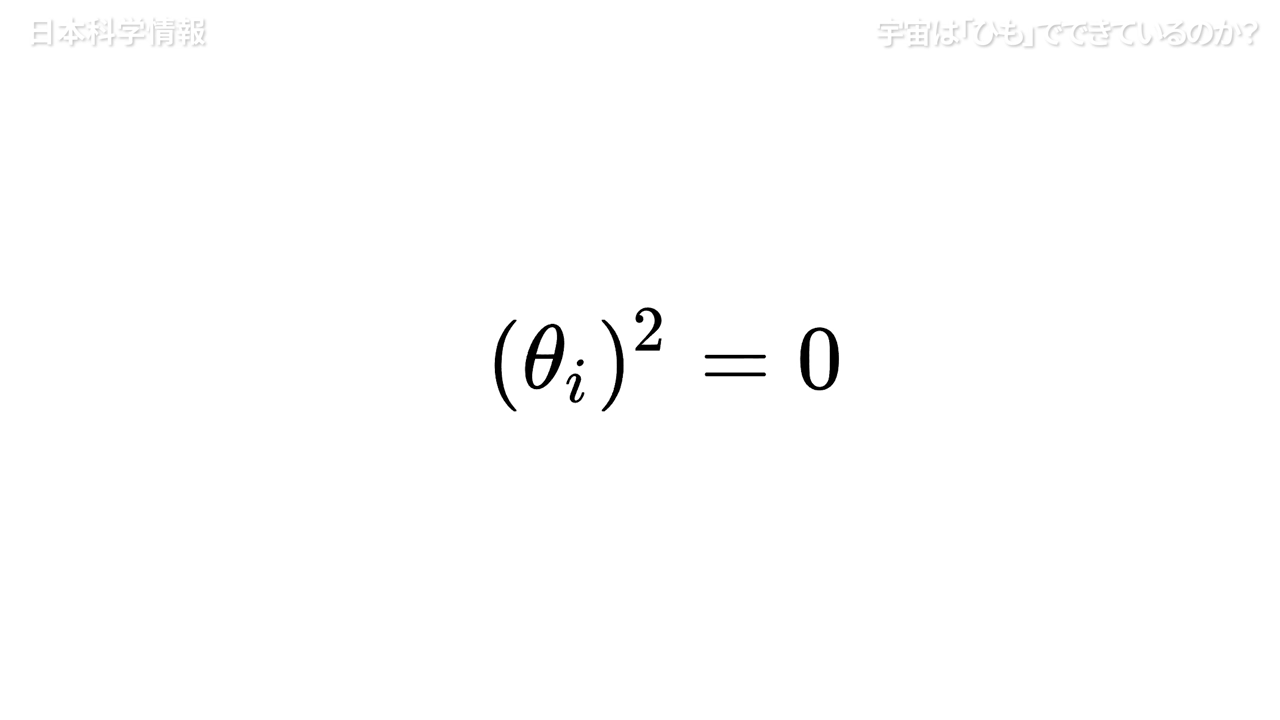 日本科学情報
宇宙は「ひも」でできているのか?
(θᵢ)² = 0